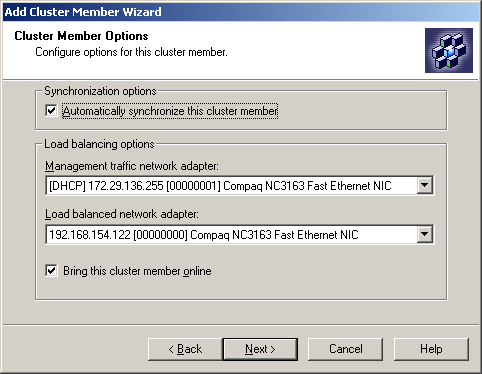 Add Cluster Member Wizard
Cluster Member Options
Configure options for this cluster member.
Synchronization options
Automatically synchronize this cluster member
Load balancing options
Management traffic network adapter:
[DHCP] 172.29.136.255 [00000001] Compaq NC3163 Fast Ethernet NIC
Load balanced network adapter:
192.168.154.122 [00000000] Compaq NC3163 Fast Ethernet NIC
Bring this cluster member online
< Back
Next >
Cancel
Help